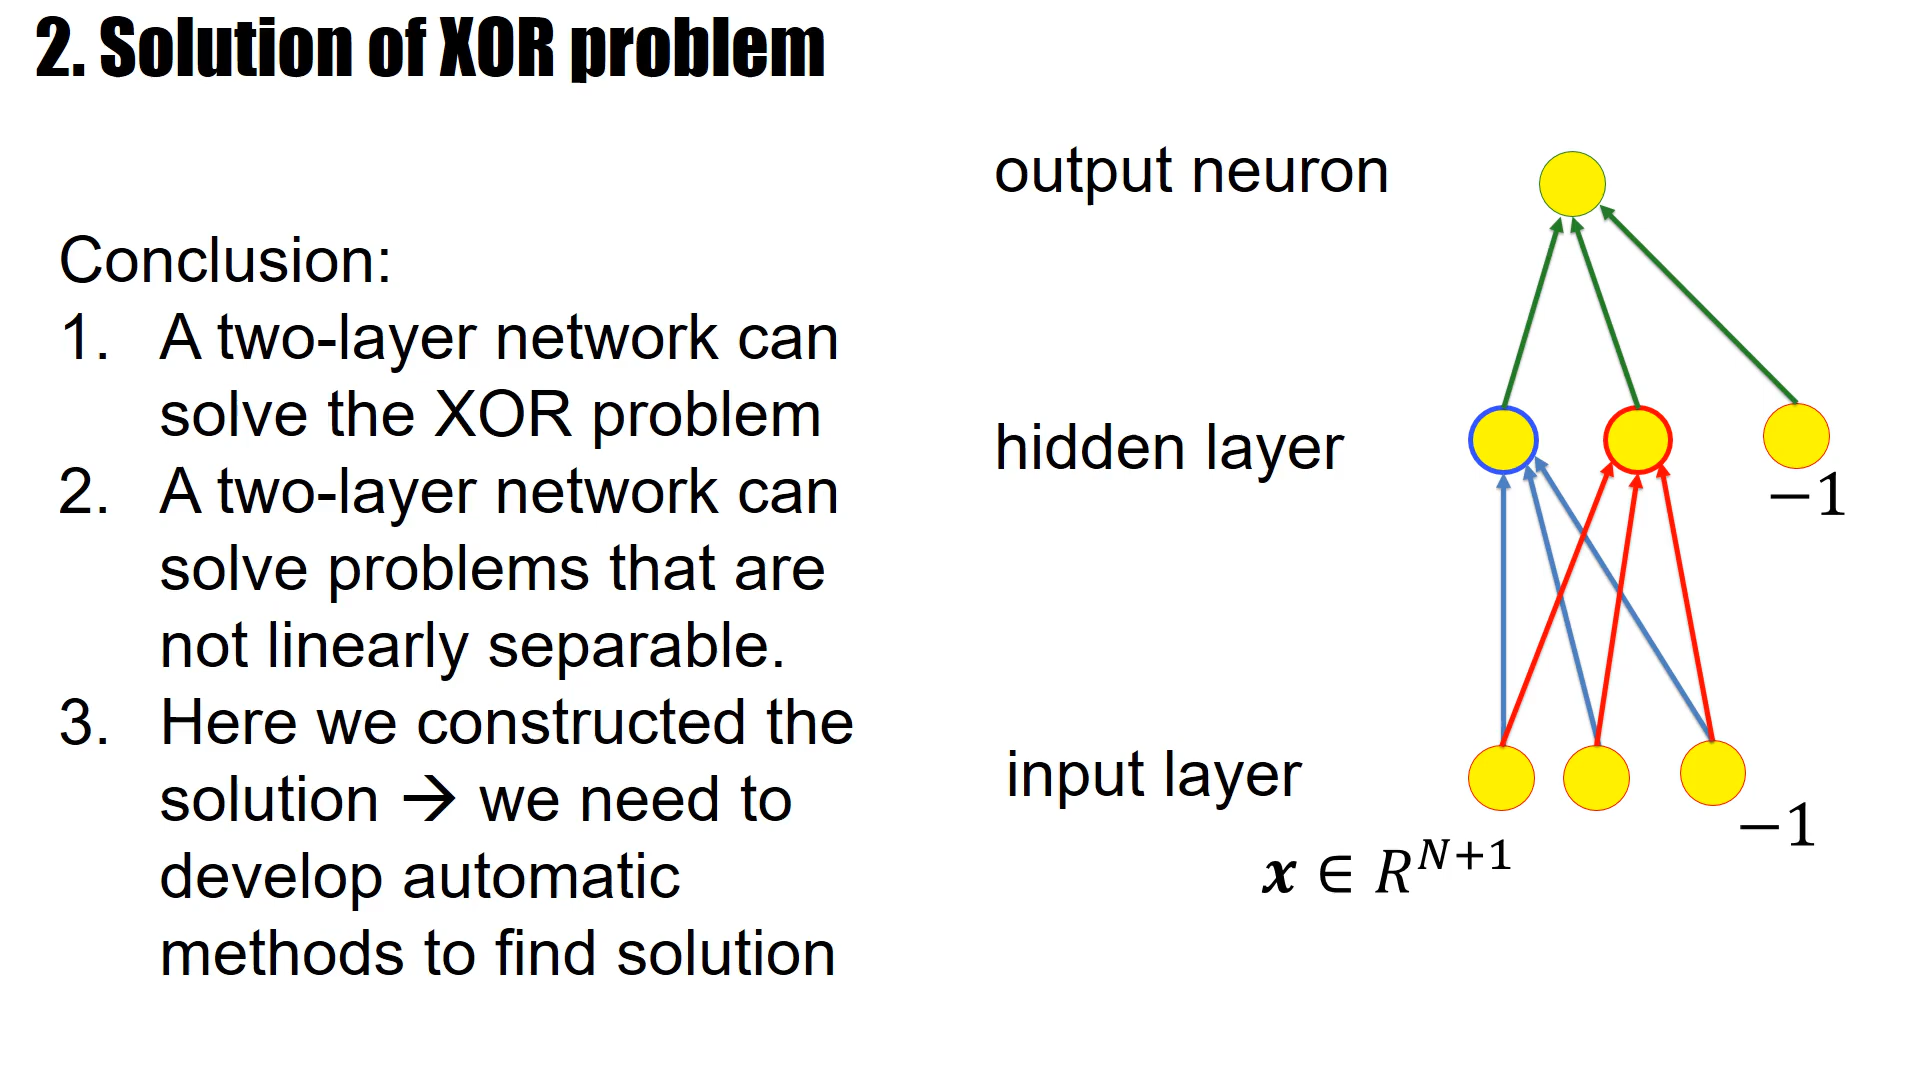 2. Solution of XOR problem
Conclusion:
1. A two-layer network can
solve the XOR problem
2. A two-layer network can
solve problems that are
not linearly separable.
3. Here we constructed the
solution → we need to
develop automatic
methods to find solution
output neuron
hidden layer
−1
input layer
−1
𝒙 ∈ R^{N+1}